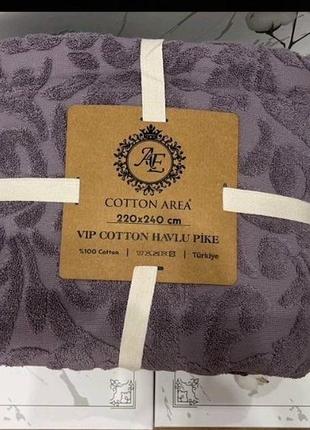 AE
COTTON AREA
220x240 cm
VIP COTTON HAVLU PİKE
%100 Cotton
Türkiye